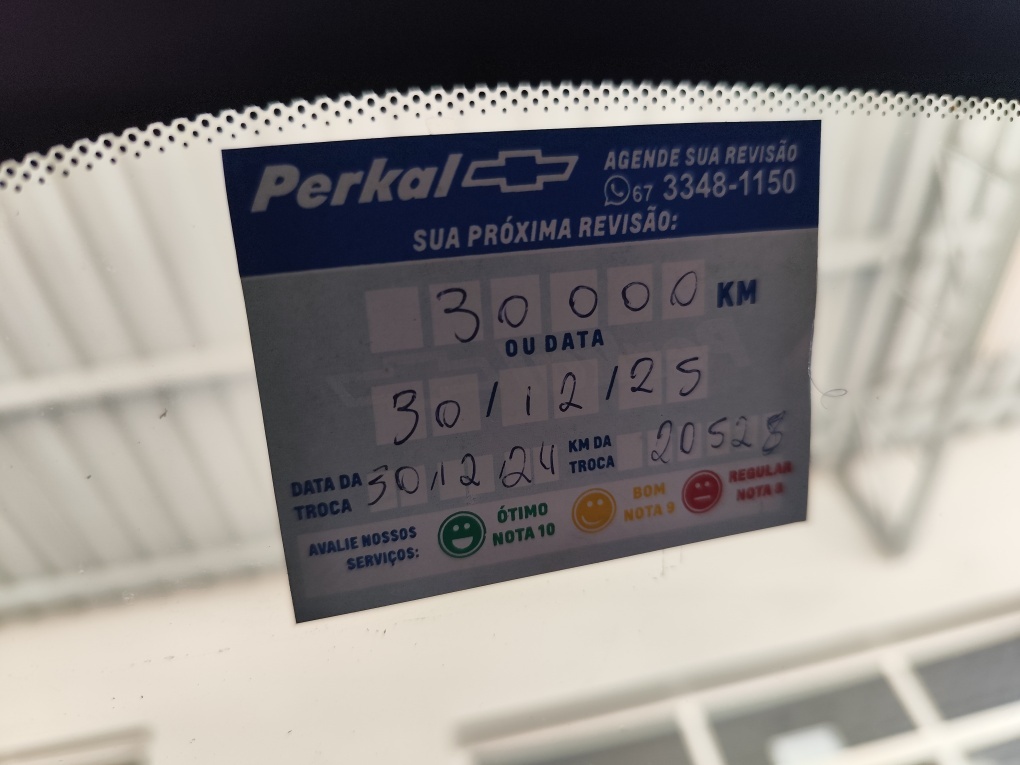 Perkal AGENDE SUA REVISÃO
67 3348-1150
SUA PRÓXIMA REVISÃO:
30000 KM
OU DATA
30/12/25
DATA DA TROCA 30/12/24 KM DA TROCA
AVALIE NOSSOS SERVIÇOS: ÓTIMO NOTA 10 BOM NOTA 9 REGULAR NOTA 8